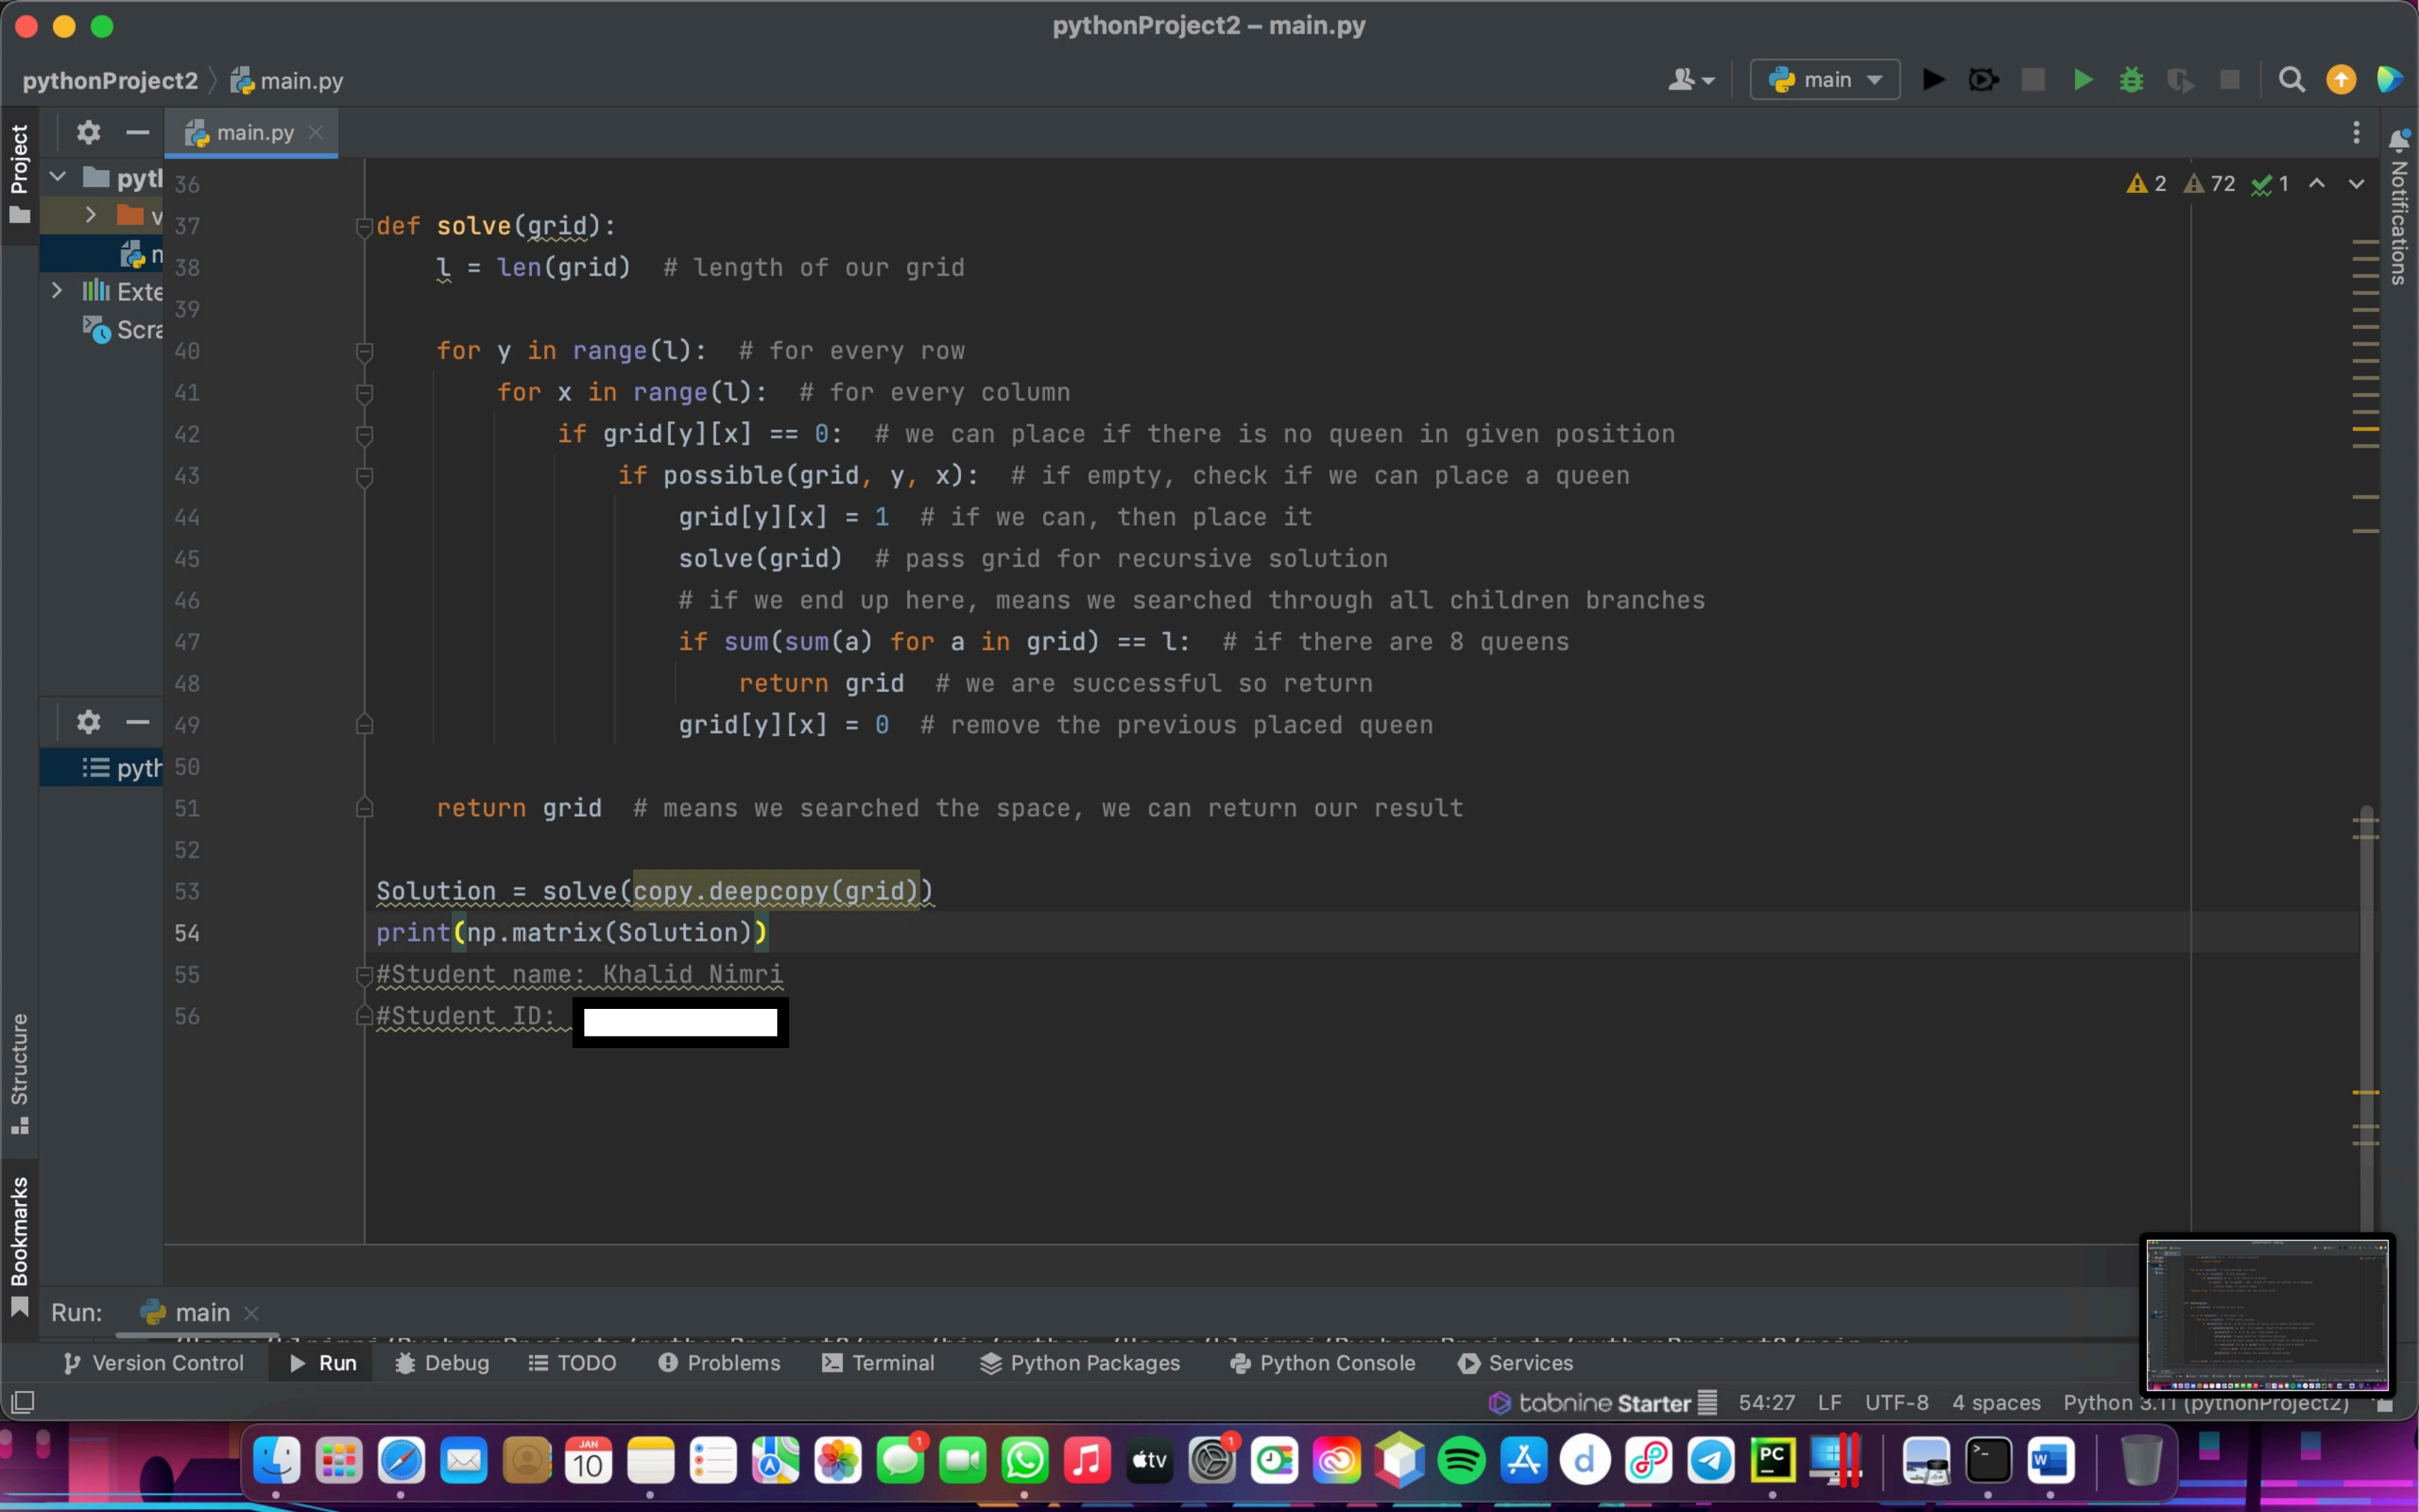 pythonProject2 – main.py
pythonProject2 main.py
main
Project
main.py
Notifications
2 72 1
36
37 def solve(grid):
38 l = len(grid)  # length of our grid
39
40 for y in range(l):  # for every row
41 for x in range(l):  # for every column
42 if grid[y][x] == 0:  # we can place if there is no queen in given position
43 if possible(grid, y, x):  # if empty, check if we can place a queen
44 grid[y][x] = 1  # if we can, then place it
45 solve(grid)  # pass grid for recursive solution
46 # if we end up here, means we searched through all children branches
47 if sum(sum(a) for a in grid) == l:  # if there are 8 queens
48 return grid  # we are successful so return
49 grid[y][x] = 0  # remove the previous placed queen
50
51 return grid  # means we searched the space, we can return our result
52
53 Solution = solve(copy.deepcopy(grid))
54 print(np.matrix(Solution))
55 #Student name: Khalid Nimri
56 #Student ID:
Structure
Bookmarks
Run: main
Version Control Run Debug TODO Problems Terminal Python Packages Python Console Services
tabnine Starter 54:27 LF UTF-8 4 spaces Python 3.11 (pythonProject2)
JAN
10
1
tv
1
d
PC
W